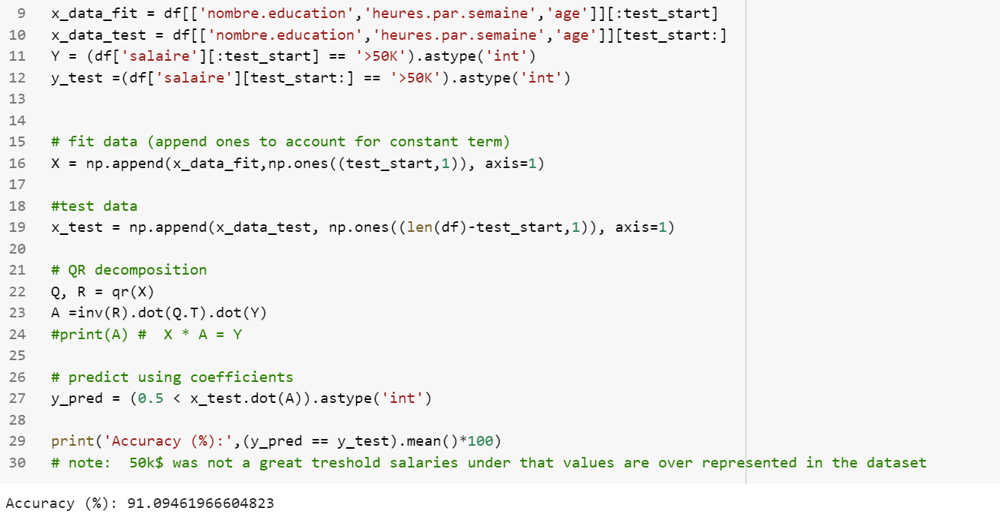 9 x_data_fit = df[['nombre.education','heures.par.semaine','age']][:test_start]
10 x_data_test = df[['nombre.education','heures.par.semaine','age']][test_start:]
11 Y = (df['salaire'][:test_start] == '>50K').astype('int')
12 y_test =(df['salaire'][test_start:] == '>50K').astype('int')
13
14
15 # fit data (append ones to account for constant term)
16 X = np.append(x_data_fit,np.ones((test_start,1)), axis=1)
17
18 #test data
19 x_test = np.append(x_data_test, np.ones((len(df)-test_start,1)), axis=1)
20
21 # QR decomposition
22 Q, R = qr(X)
23 A =inv(R).dot(Q.T).dot(Y)
24 #print(A) #  X * A = Y
25
26 # predict using coefficients
27 y_pred = (0.5 < x_test.dot(A)).astype('int')
28
29 print('Accuracy (%):',(y_pred == y_test).mean()*100)
30 # note:  50k$ was not a great treshold salaries under that values are over represented in the dataset
Accuracy (%): 91.09461966604823